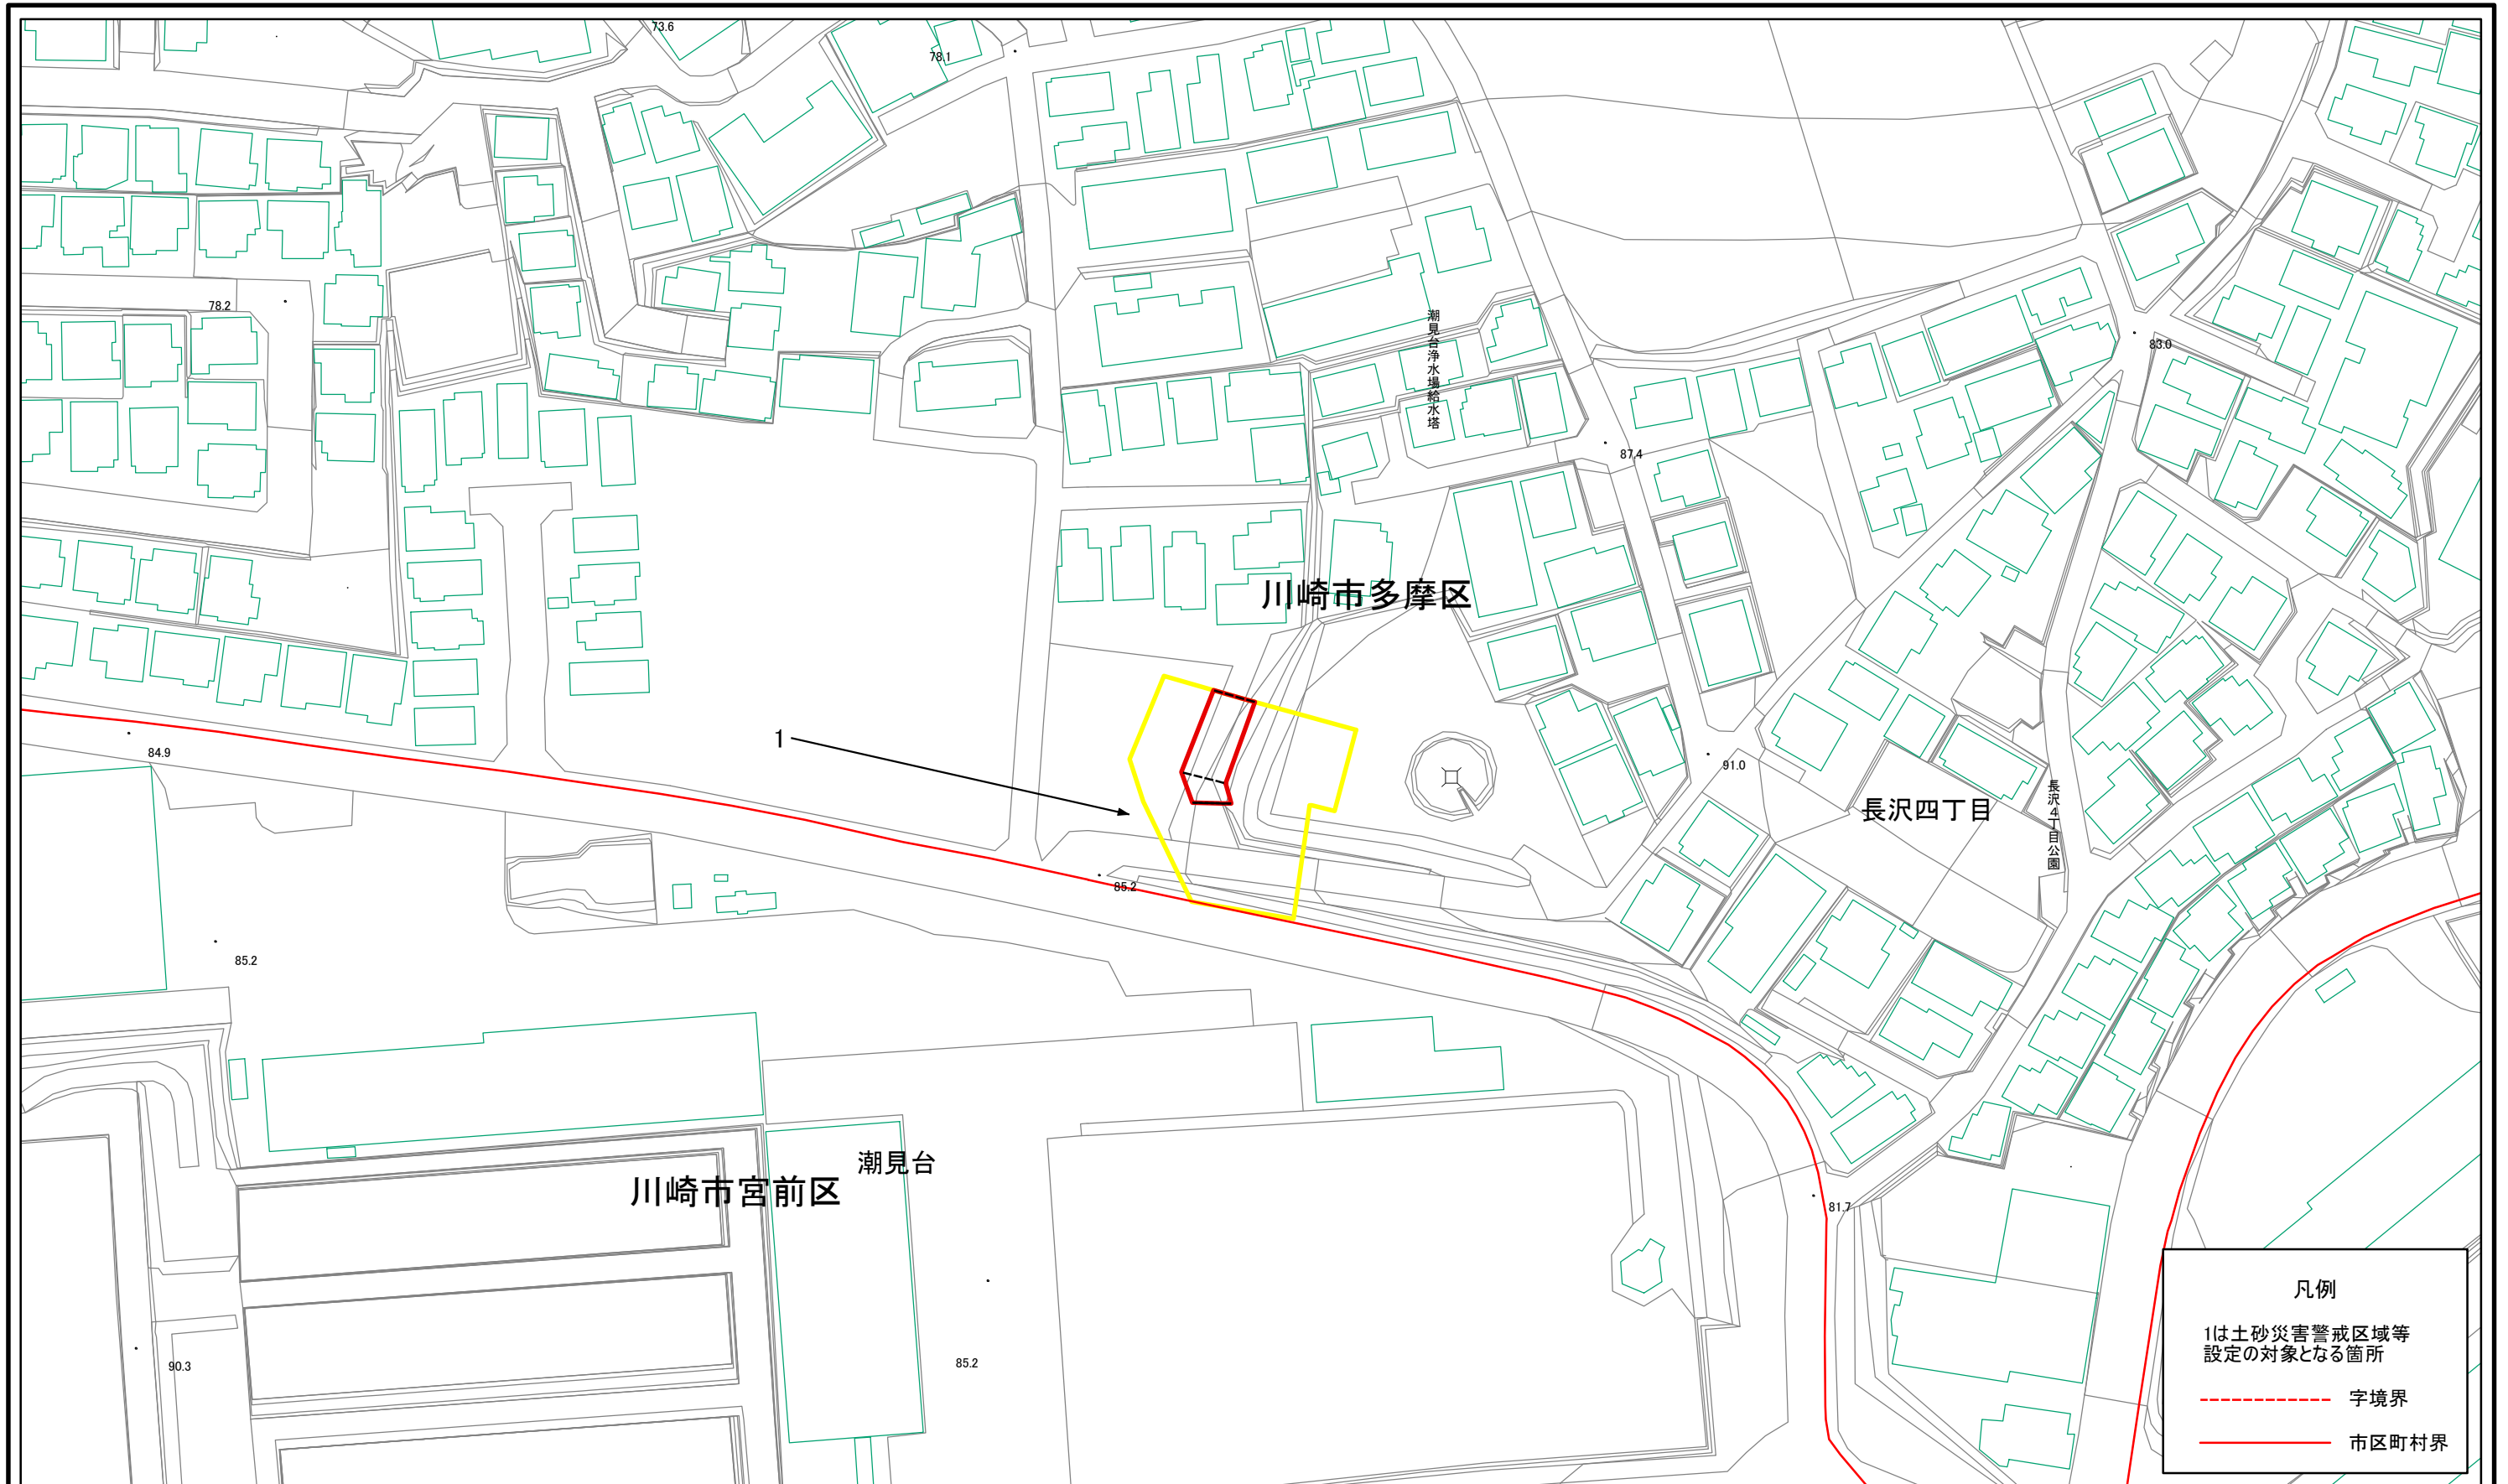 73.6
78.1
78.2
潮見台浄水場給水塔
83.0
87.4
川崎市多摩区
1
84.9
91.0
長沢四丁目
長沢4丁目公園
85.2
85.2
潮見台
川崎市宮前区
81.7
90.3
85.2
凡例
1は土砂災害警戒区域等
設定の対象となる箇所
字境界
市区町村界